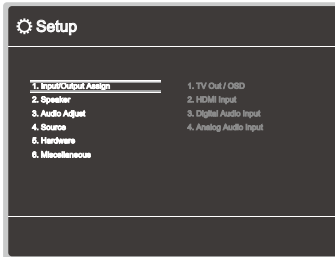 Setup
1. Input/Output Assign
2. Speaker
3. Audio Adjust
4. Source
5. Hardware
6. Miscellaneous
1. TV Out / OSD
2. HDMI Input
3. Digital Audio Input
4. Analog Audio Input